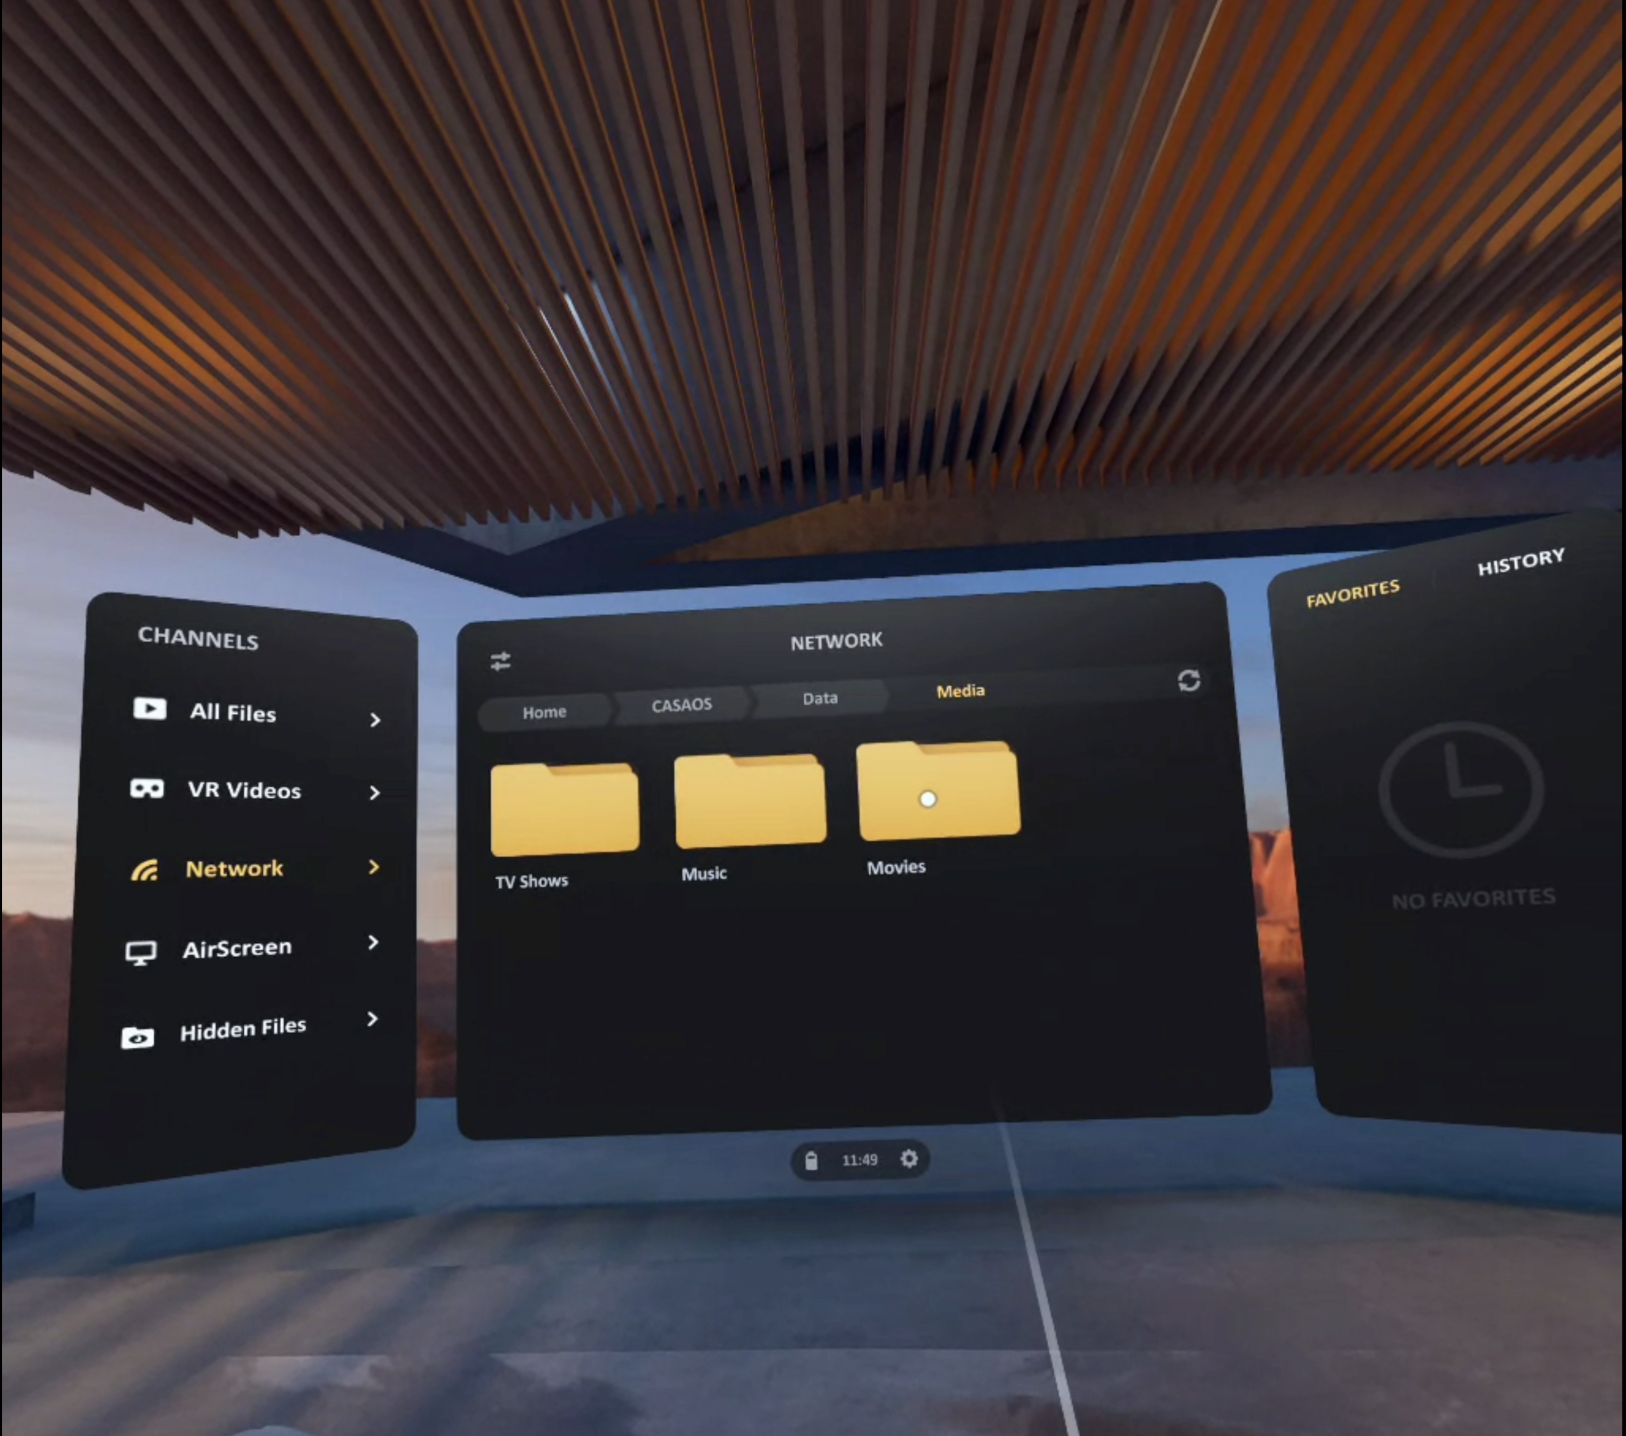 CHANNELS
All Files
VR Videos
Network
AirScreen
Hidden Files
NETWORK
Home
CASAOS
Data
Media
TV Shows
Music
Movies
11:49
FAVORITES
HISTORY
NO FAVORITES